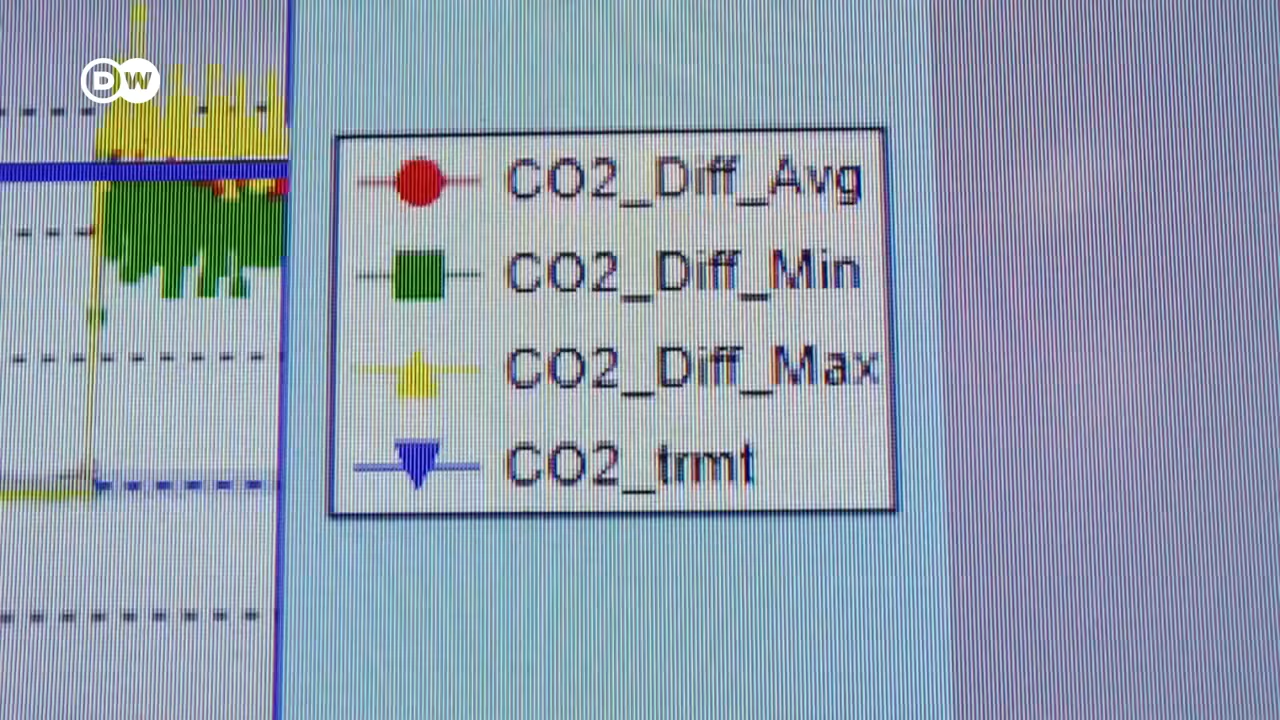 DW
CO2_Diff_Avg
CO2_Diff_Min
CO2_Diff_Max
CO2_trmt